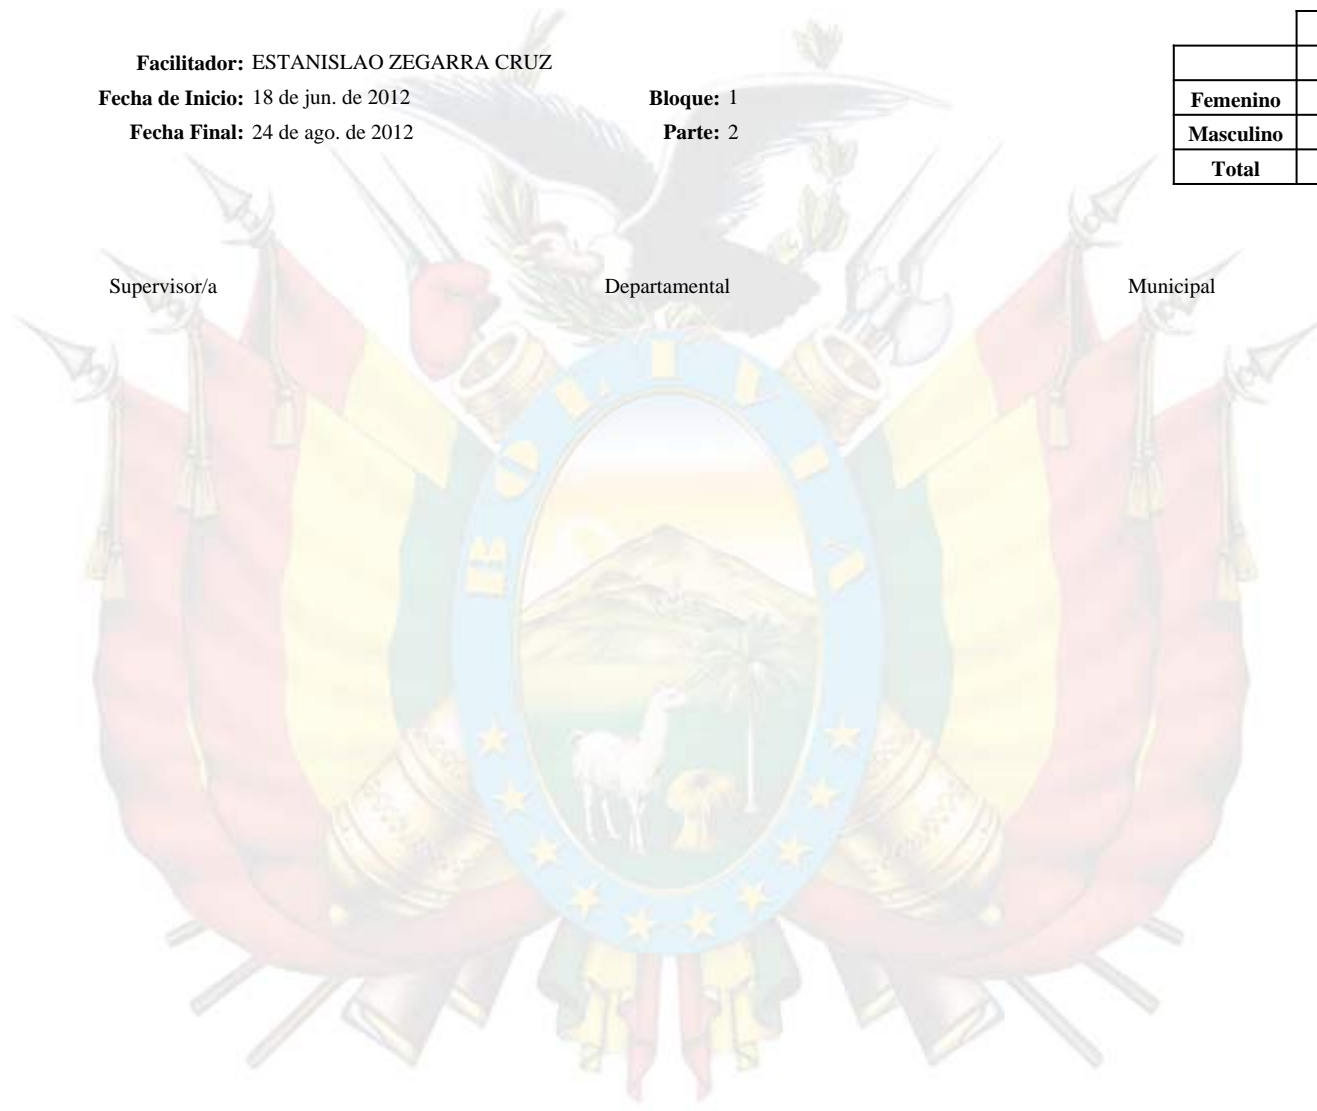 Facilitador: ESTANISLAO ZEGARRA CRUZ
Fecha de Inicio: 18 de jun. de 2012 Bloque: 1
Fecha Final: 24 de ago. de 2012 Parte: 2
Femenino
Masculino
Total
Supervisor/a Departamental Municipal
BOLIVIA